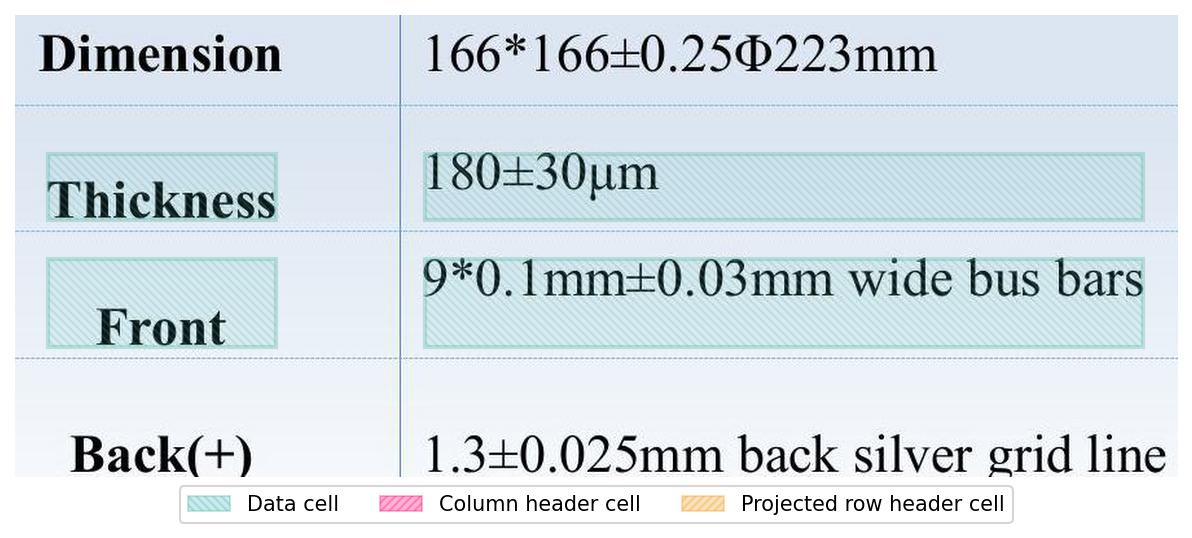 Dimension 166*166±0.25Φ223mm
Thickness 180±30μm
Front 9*0.1mm±0.03mm wide bus bars
Back(+) 1.3±0.025mm back silver grid line
Data cell Column header cell Projected row header cell